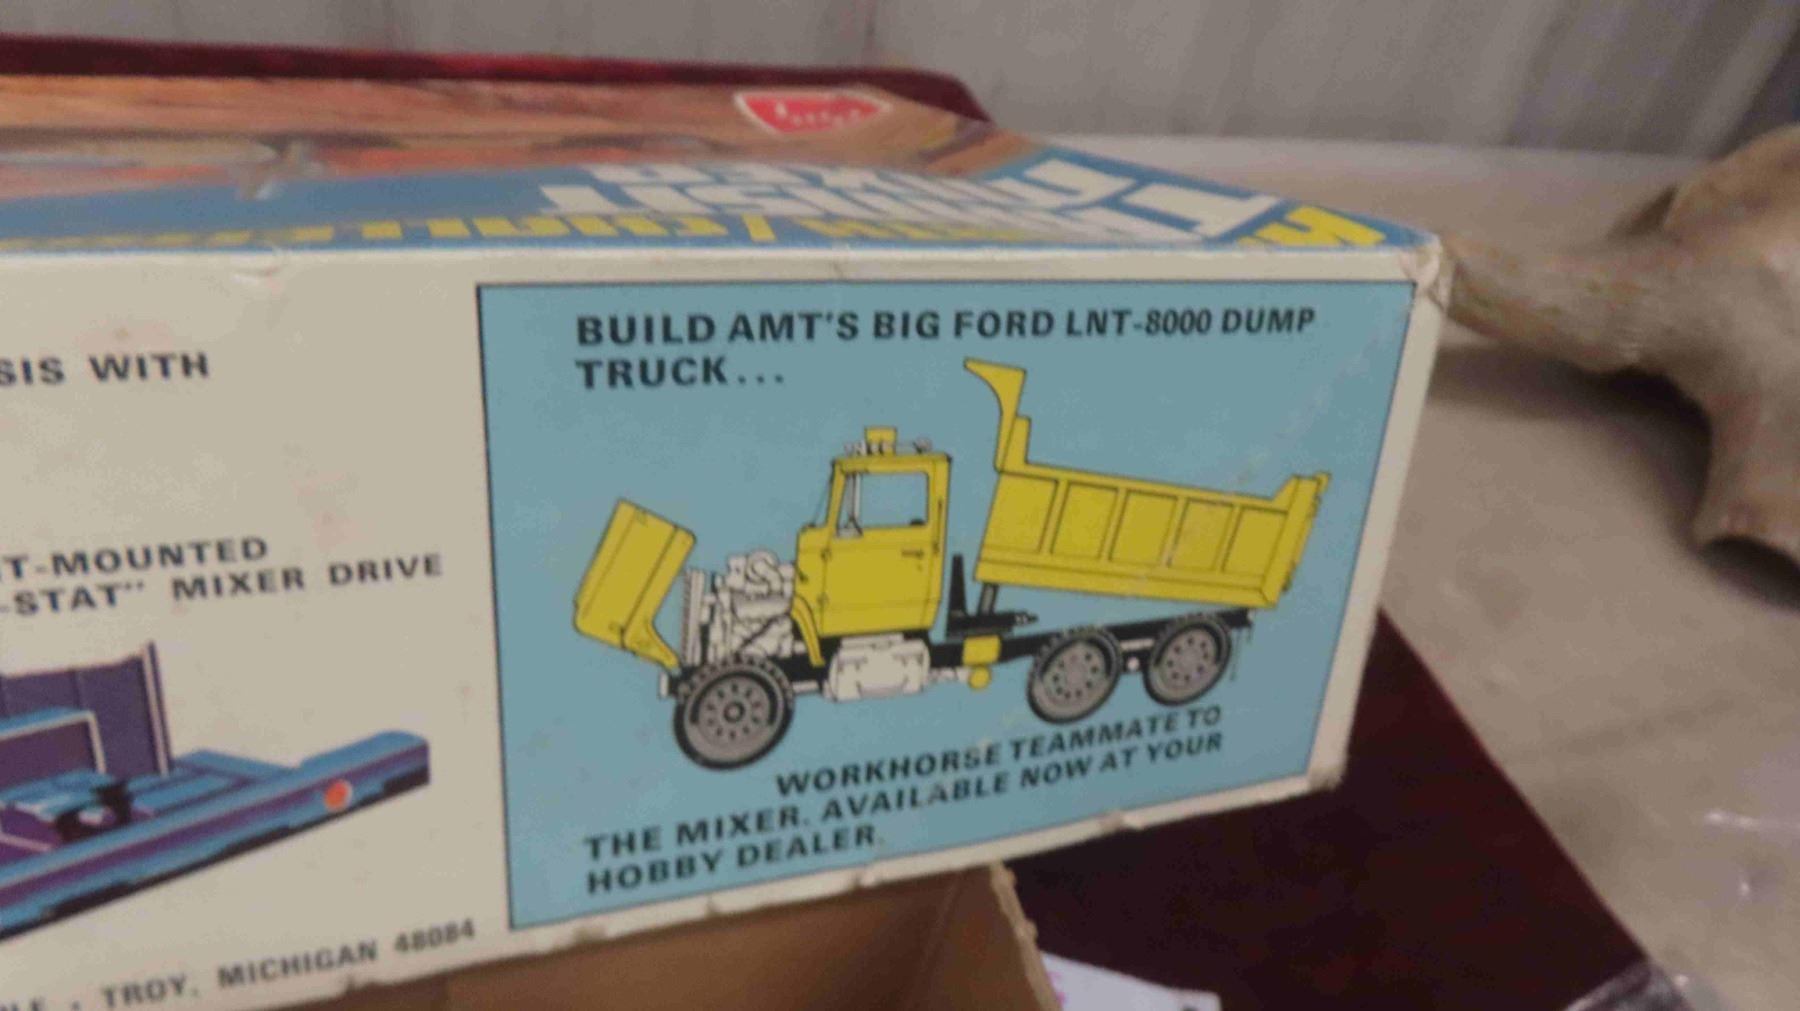 SIS WITH
T-MOUNTED
-STAT" MIXER DRIVE
TROY, MICHIGAN 48084
BUILD AMT'S BIG FORD LNT-8000 DUMP
TRUCK...
WORKHORSE TEAMMATE TO
THE MIXER. AVAILABLE NOW AT YOUR
HOBBY DEALER.